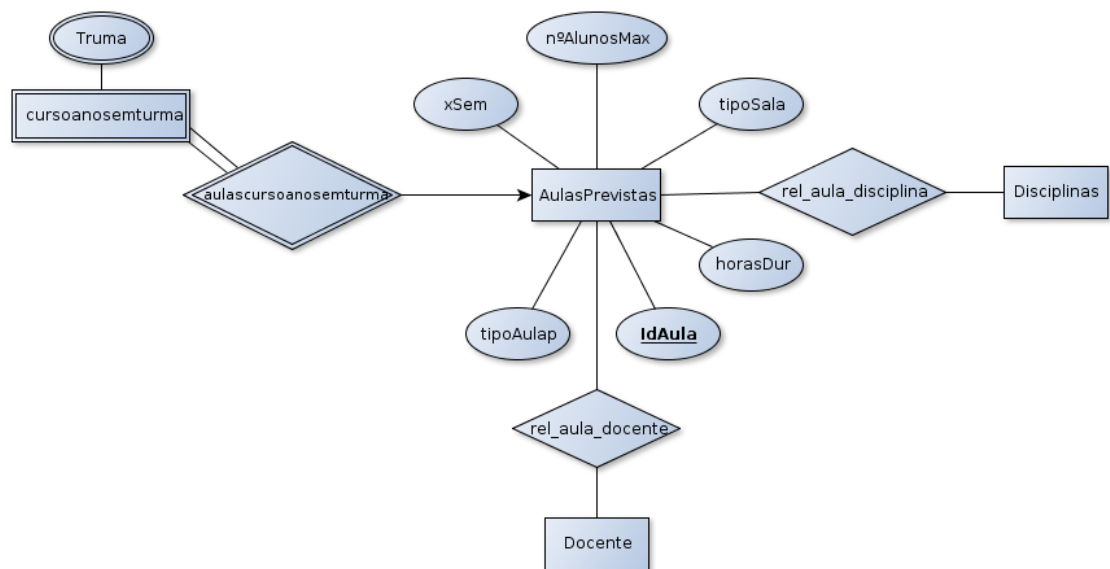 Truma
nºAlunosMax
cursoanosemturma
xSem
tipoSala
aulascursoanosemturma
AulasPrevistas
rel_aula_disciplina
Disciplinas
horasDur
tipoAulap
IdAula
rel_aula_docente
Docente